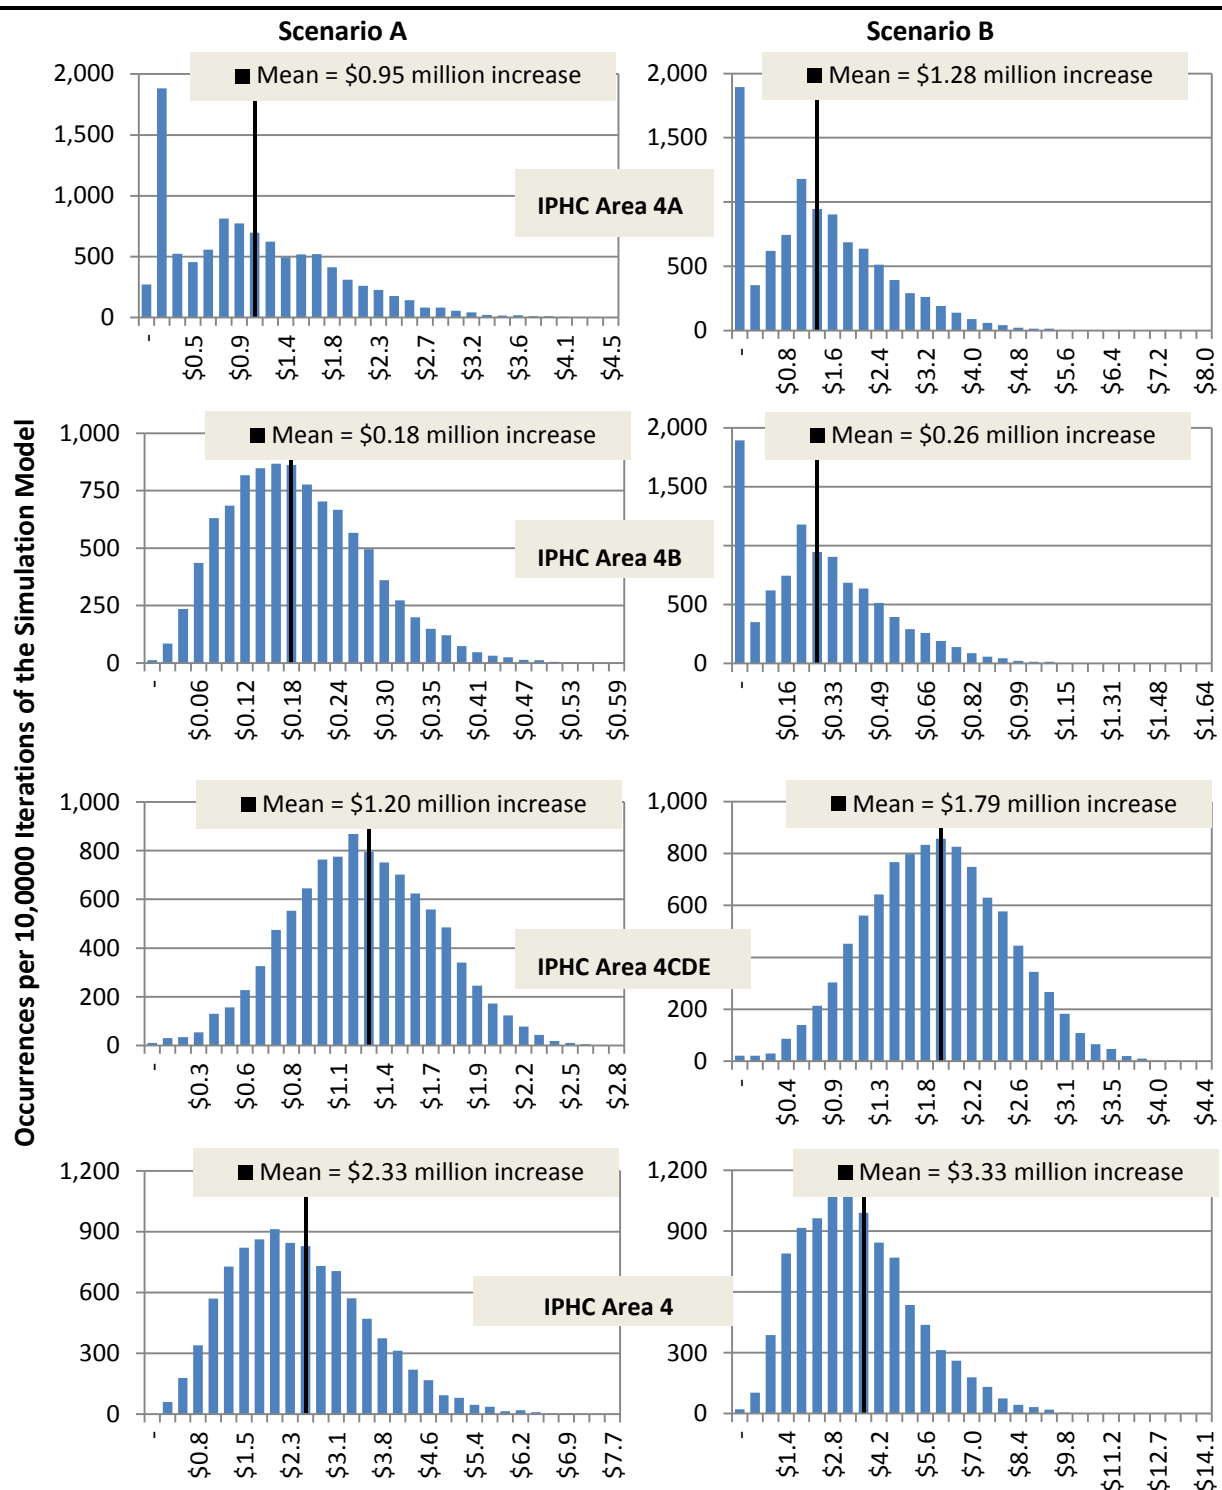 Occurrences per 10,0000 Iterations of the Simulation Model
Scenario A
Scenario B
Mean = $0.95 million increase
2,000
1,500
1,000
500
0
- $0.5 $0.9 $1.4 $1.8 $2.3 $2.7 $3.2 $3.6 $4.1 $4.5
IPHC Area 4A
Mean = $1.28 million increase
2,000
1,500
500
0
- $0.8 $1.6 $2.4 $3.2 $4.0 $4.8 $5.6 $6.4 $7.2 $8.0
Mean = $0.18 million increase
1,000
750
500
250
0
- $0.06 $0.12 $0.18 $0.24 $0.30 $0.35 $0.41 $0.47 $0.53 $0.59
IPHC Area 4B
Mean = $0.26 million increase
2,000
1,500
500
0
- $0.16 $0.33 $0.49 $0.66 $0.82 $0.99 $1.15 $1.31 $1.48 $1.64
Mean = $1.20 million increase
1,000
800
600
400
200
0
- $0.3 $0.6 $0.8 $1.1 $1.4 $1.7 $1.9 $2.2 $2.5 $2.8
IPHC Area 4CDE
Mean = $1.79 million increase
1,000
800
600
200
0
- $0.4 $0.9 $1.3 $1.8 $2.2 $2.6 $3.1 $3.5 $4.0 $4.4
Mean = $2.33 million increase
1,200
900
600
300
0
- $0.8 $1.5 $2.3 $3.1 $3.8 $4.6 $5.4 $6.2 $6.9 $7.7
IPHC Area 4
Mean = $3.33 million increase
1,200
900
300
0
- $1.4 $2.8 $4.2 $5.6 $7.0 $8.4 $9.8 $11.2 $12.7 $14.1